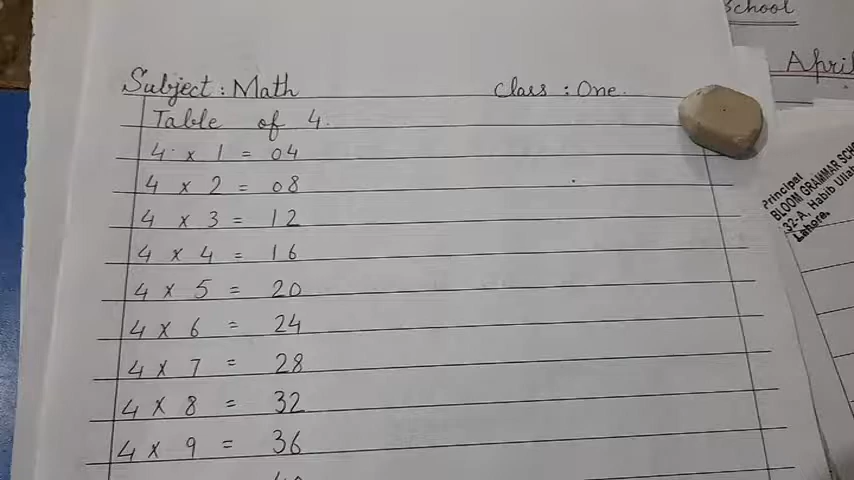 School
April
Subject : Math Class : One.
Table of 4.
4 x 1 = 04
4 x 2 = 08
4 x 3 = 12
4 x 4 = 16
4 x 5 = 20
4 x 6 = 24
4 x 7 = 28
4 x 8 = 32
4 x 9 = 36
Principal
BLOOM GRAMMAR SCHO
32-A, Habib Ullah
Lahore.